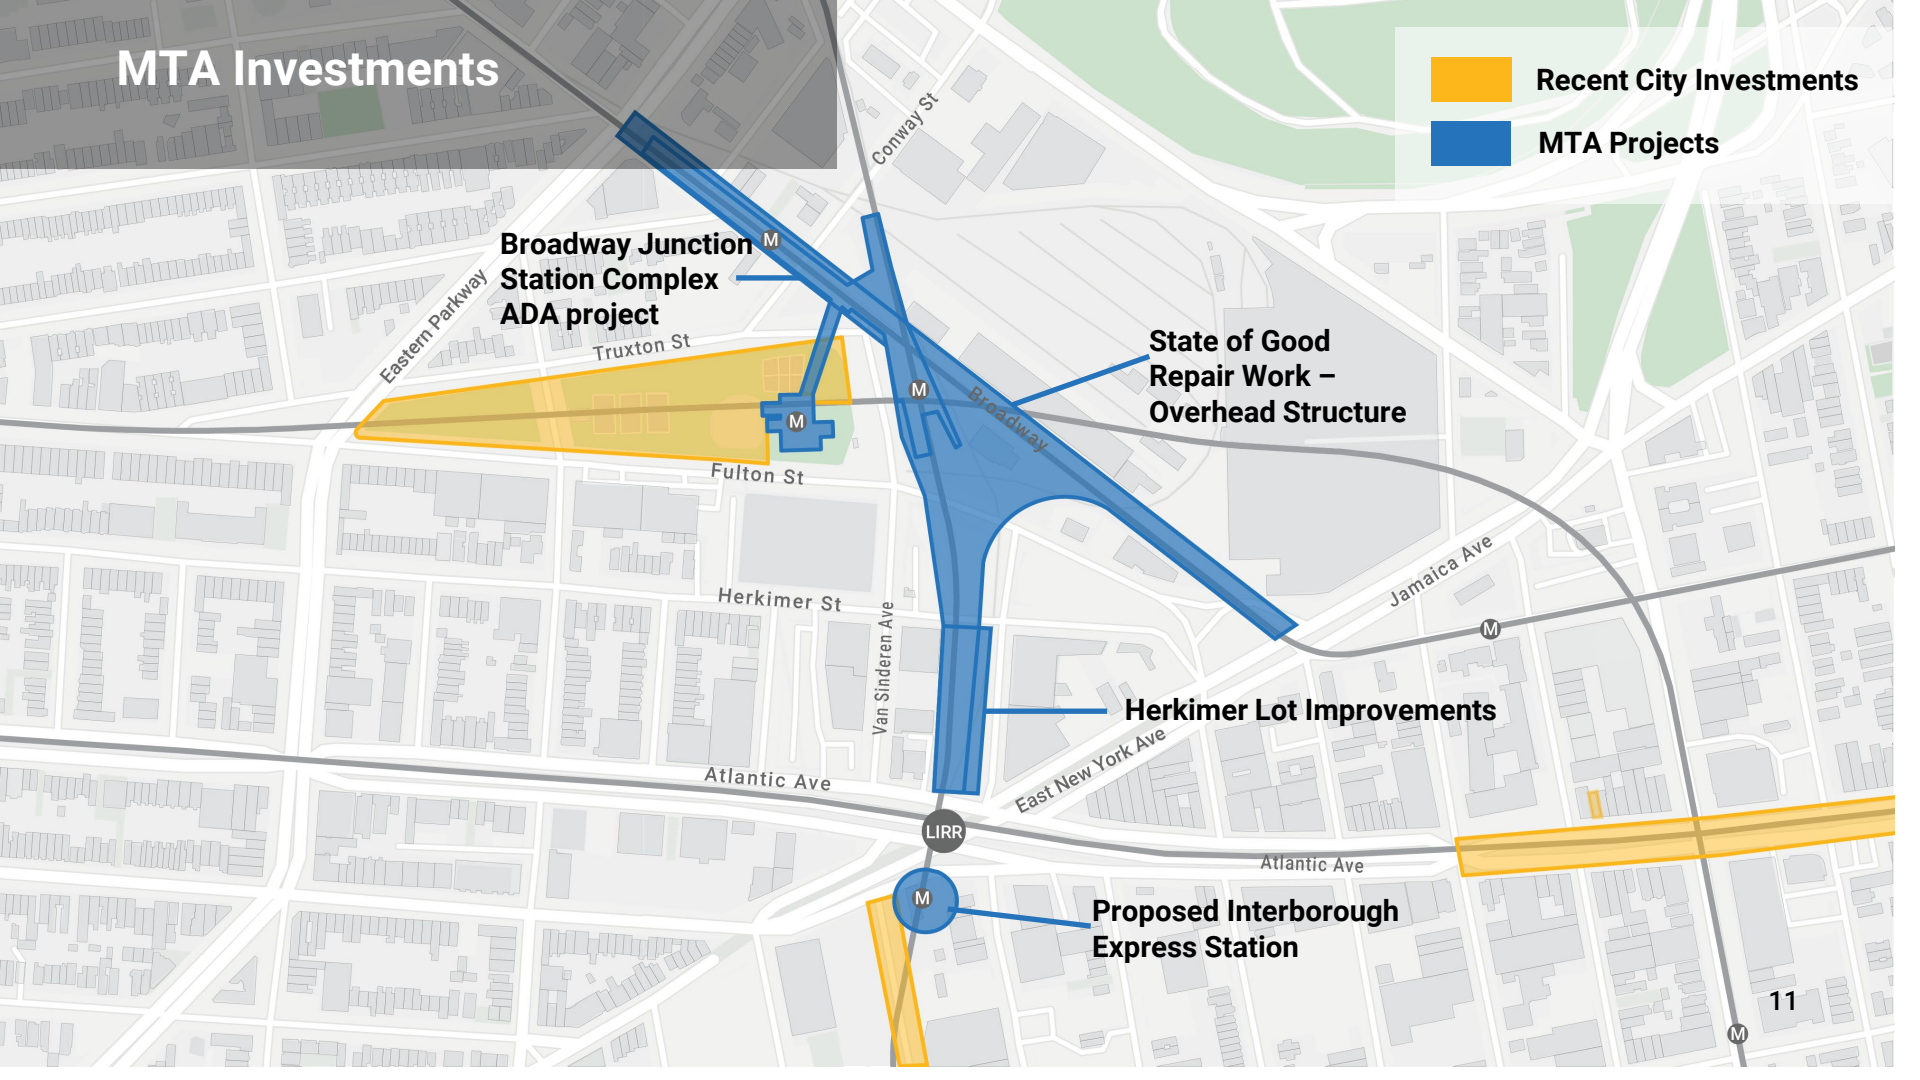 MTA Investments
Recent City Investments
MTA Projects
Conway St
Broadway Junction
Station Complex
ADA project
M
Eastern Parkway
Truxton St
State of Good
Repair Work –
Overhead Structure
M
Broadway
M
Fulton St
Jamaica Ave
Herkimer St
Van Sinderen Ave
M
Herkimer Lot Improvements
East New York Ave
Atlantic Ave
LIRR
Atlantic Ave
M
Proposed Interborough
Express Station
11
M